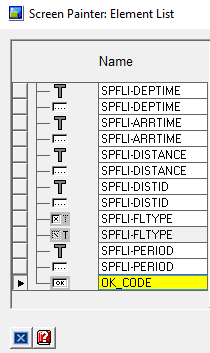 Screen Painter: Element List
Name
SPFLI-DEPTIME
SPFLI-DEPTIME
SPFLI-ARRTIME
SPFLI-ARRTIME
SPFLI-DISTANCE
SPFLI-DISTANCE
SPFLI-DISTID
SPFLI-DISTID
SPFLI-FLTYPE
SPFLI-FLTYPE
SPFLI-PERIOD
SPFLI-PERIOD
OK OK_CODE